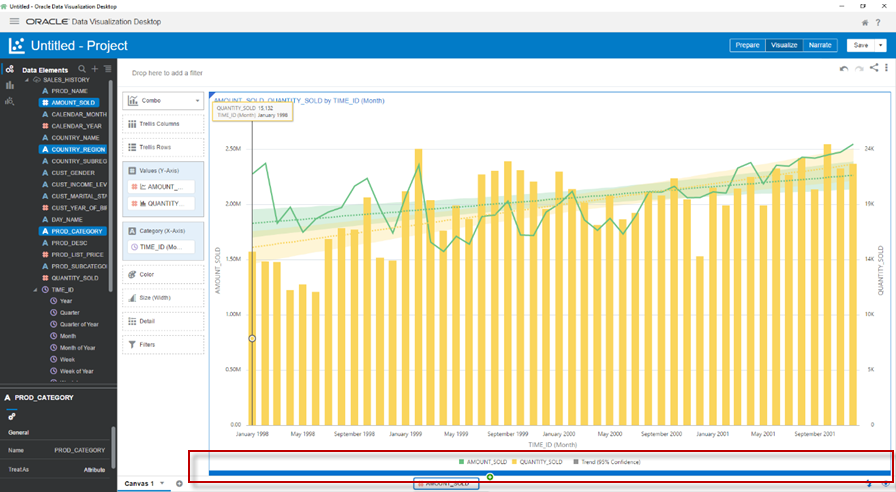 Untitled - Oracle Data Visualization Desktop
ORACLE Data Visualization Desktop
Untitled - Project
Prepare Visualize Narrate Save
Data Elements
SALES_HISTORY
PROD_NAME
AMOUNT_SOLD
CALENDAR_MONTH
CALENDAR_YEAR
COUNTRY_NAME
COUNTRY_REGION
COUNTRY_SUBREG
CUST_GENDER
CUST_INCOME_LEV
CUST_MARITAL_STA
CUST_YEAR_OF_BIR
DAY_NAME
PROD_CATEGORY
PROD_DESC
PROD_LIST_PRICE
PROD_SUBCATEGO
QUANTITY_SOLD
TIME_ID
Year
Quarter
Quarter of Year
Month
Month of Year
Week
Week of Year
PROD_CATEGORY
General
Name PROD_CATEGORY
Treat As Attribute
Drop here to add a filter
Combo
Trellis Columns
Trellis Rows
Values (Y-Axis)
AMOUNT_...
QUANTITY...
Category (X-Axis)
TIME_ID (Mo...
Color
Size (Width)
Detail
Filters
AMOUNT_SOLD, QUANTITY_SOLD by TIME_ID (Month)
QUANTITY_SOLD 15,132
TIME_ID (Month) January 1998
AMOUNT_SOLD
2.50M
2.00M
1.50M
1.00M
0.50M
0.00
24K
19K
14K
10K
5K
0
QUANTITY_SOLD
January 1998 May 1998 September 1998 January 1999 May 1999 September 1999 January 2000 May 2000 September 2000 January 2001 May 2001 September 2001
TIME_ID (Month)
AMOUNT_SOLD QUANTITY_SOLD Trend (95% Confidence)
Canvas 1
AMOUNT_SOLD